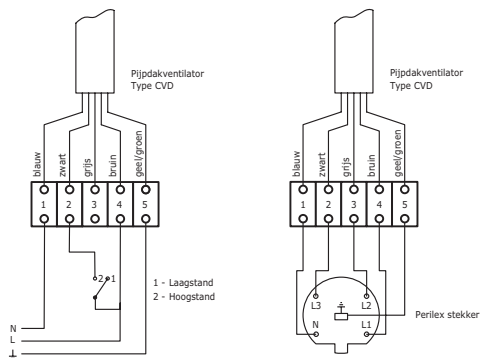 Pijpdakventilator
Type CVD
blauw
zwart
grijs
bruin
geel/groen
1
2
3
4
5
2
1
1 - Laagstand
2 - Hoogstand
N
L
Pijpdakventilator
Type CVD
blauw
zwart
grijs
bruin
geel/groen
1
2
3
4
5
L3
L2
N
L1
Perilex stekker